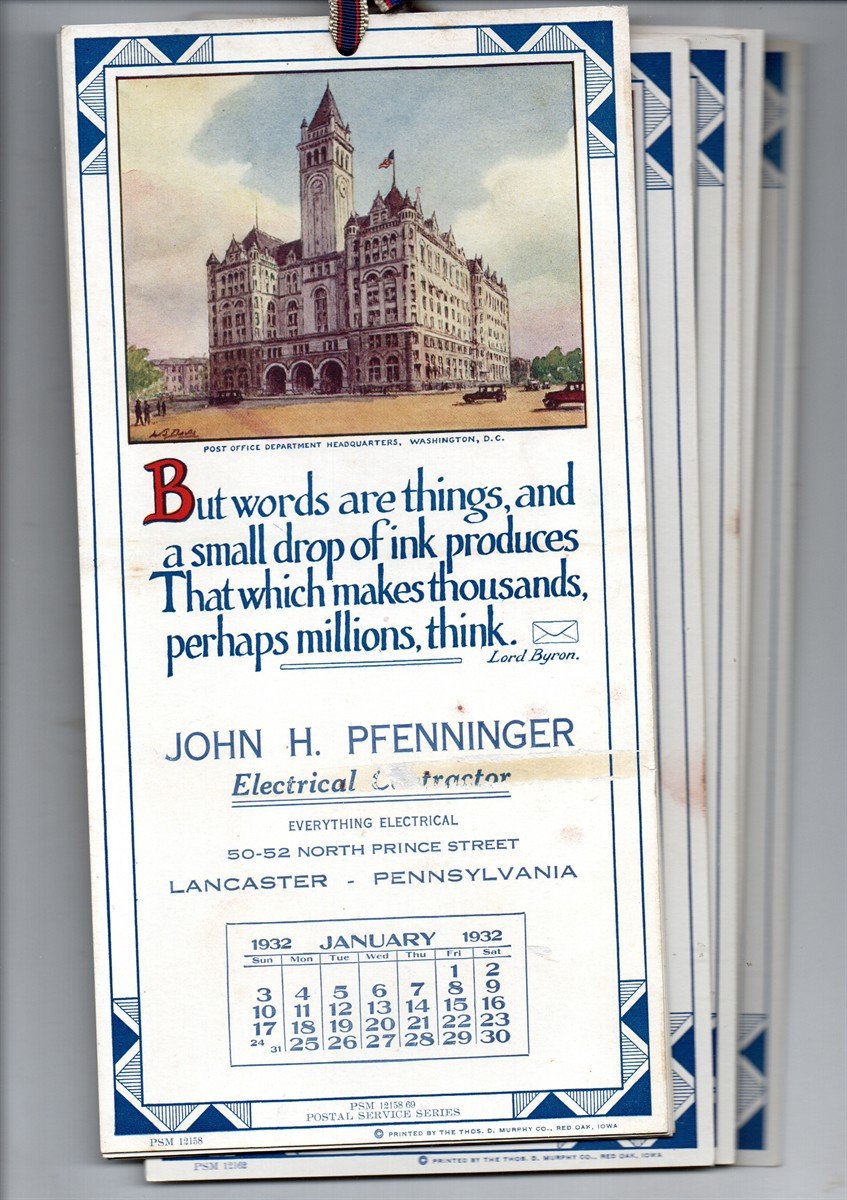 POST OFFICE DEPARTMENT HEADQUARTERS, WASHINGTON, D.C.
But words are things, and
a small drop of ink produces
That which makes thousands,
perhaps millions, think.
Lord Byron.
JOHN H. PFENNINGER
Electrical
EVERYTHING ELECTRICAL
50-52 NORTH PRINCE STREET
LANCASTER - PENNSYLVANIA
1932 JANUARY 1932
Sun Mon Tue Wed Thu Fri Sat
1 2
3 4 5 6 7 8 9
10 11 12 13 14 15 16
17 18 19 20 21 22 23
24 31 25 26 27 28 29 30
PSM 12158 69
POSTAL SERVICE SERIES
PSM 12158
© PRINTED BY THE THOS. D. MURPHY CO., RED OAK, IOWA
PSM 12162
© PRINTED BY THE THOS. D. MURPHY CO., RED OAK, IOWA